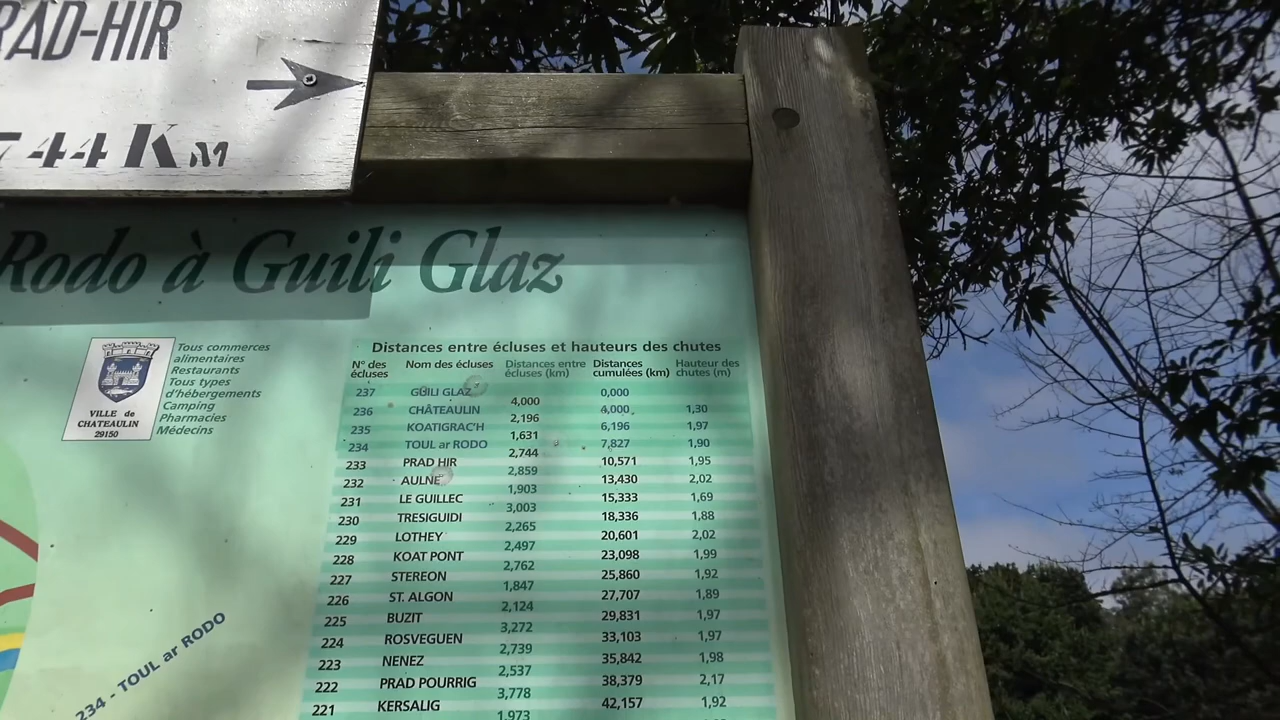 RAD-HIR
744 KM
Rodo à Guili Glaz
VILLE de
CHATEAULIN
29150
Tous commerces
alimentaires
Restaurants
Tous types
d'hébergements
Camping
Pharmacies
Médecins
Distances entre écluses et hauteurs des chutes
N° des écluses Nom des écluses Distances entre écluses (km) Distances cumulées (km) Hauteur des chutes (m)
237 GUILI GLAZ 0,000
4,000
236 CHÂTEAULIN 4,000 1,30
2,196
235 KOATIGRAC'H 6,196 1,97
1,631
234 TOUL ar RODO 7,827 1,90
2,744
233 PRAD HIR 10,571 1,95
2,859
232 AULNE 13,430 2,02
1,903
231 LE GUILLEC 15,333 1,69
3,003
230 TRESIGUIDI 18,336 1,88
2,265
229 LOTHEY 20,601 2,02
2,497
228 KOAT PONT 23,098 1,99
2,762
227 STEREON 25,860 1,92
1,847
226 ST. ALGON 27,707 1,89
2,124
225 BUZIT 29,831 1,97
3,272
224 ROSVEGUEN 33,103 1,97
2,739
223 NENEZ 35,842 1,98
2,537
222 PRAD POURRIG 38,379 2,17
3,778
221 KERSALIG 42,157 1,92
1,973
234 - TOUL ar RODO